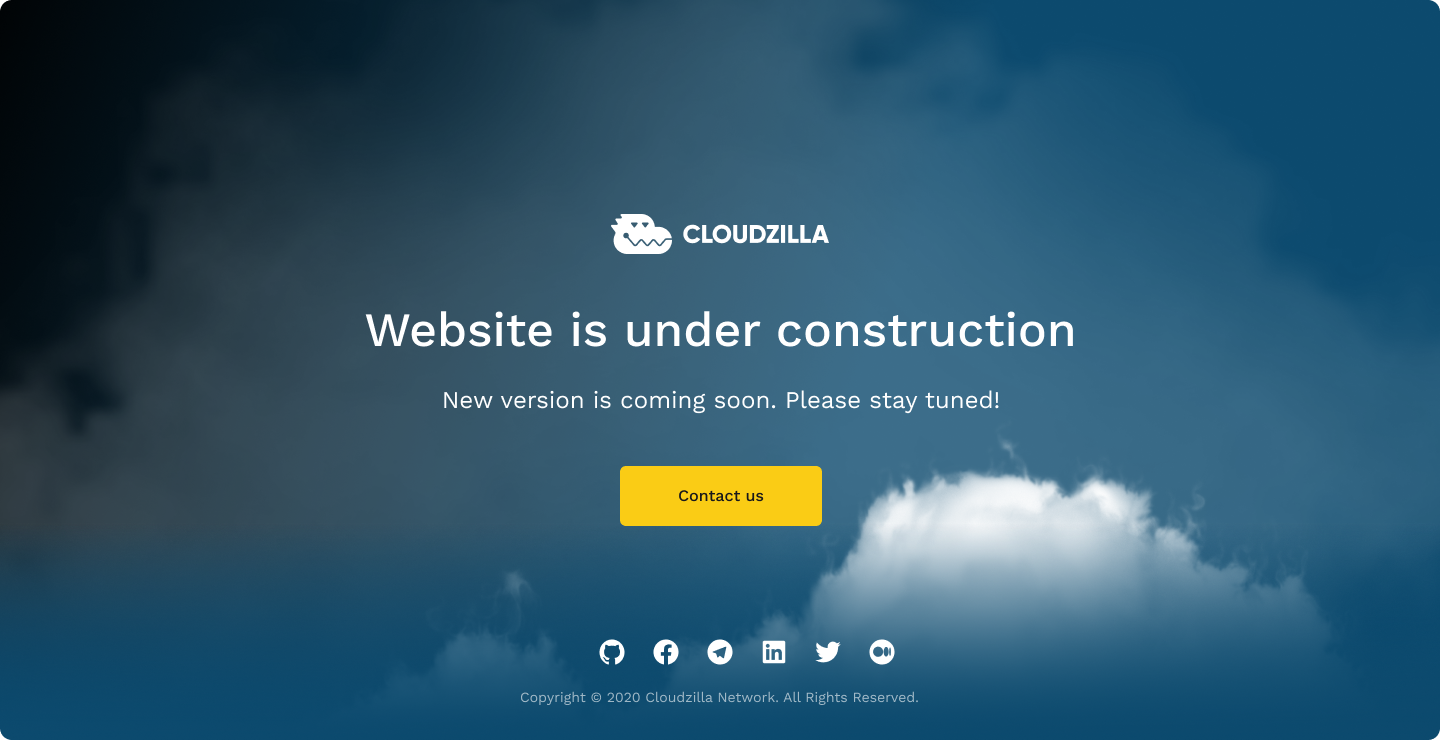 CLOUDZILLA
Website is under construction
New version is coming soon. Please stay tuned!
Contact us
Copyright © 2020 Cloudzilla Network. All Rights Reserved.